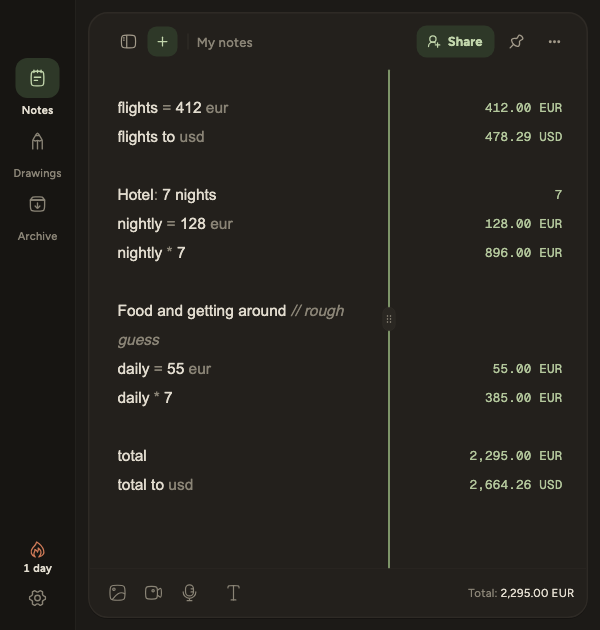 My notes
Share
Notes
Drawings
Archive
flights = 412 eur 412.00 EUR
flights to usd 478.29 USD
Hotel: 7 nights 7
nightly = 128 eur 128.00 EUR
nightly * 7 896.00 EUR
Food and getting around // rough
guess
daily = 55 eur 55.00 EUR
daily * 7 385.00 EUR
total 2,295.00 EUR
total to usd 2,664.26 USD
1 day
Total: 2,295.00 EUR